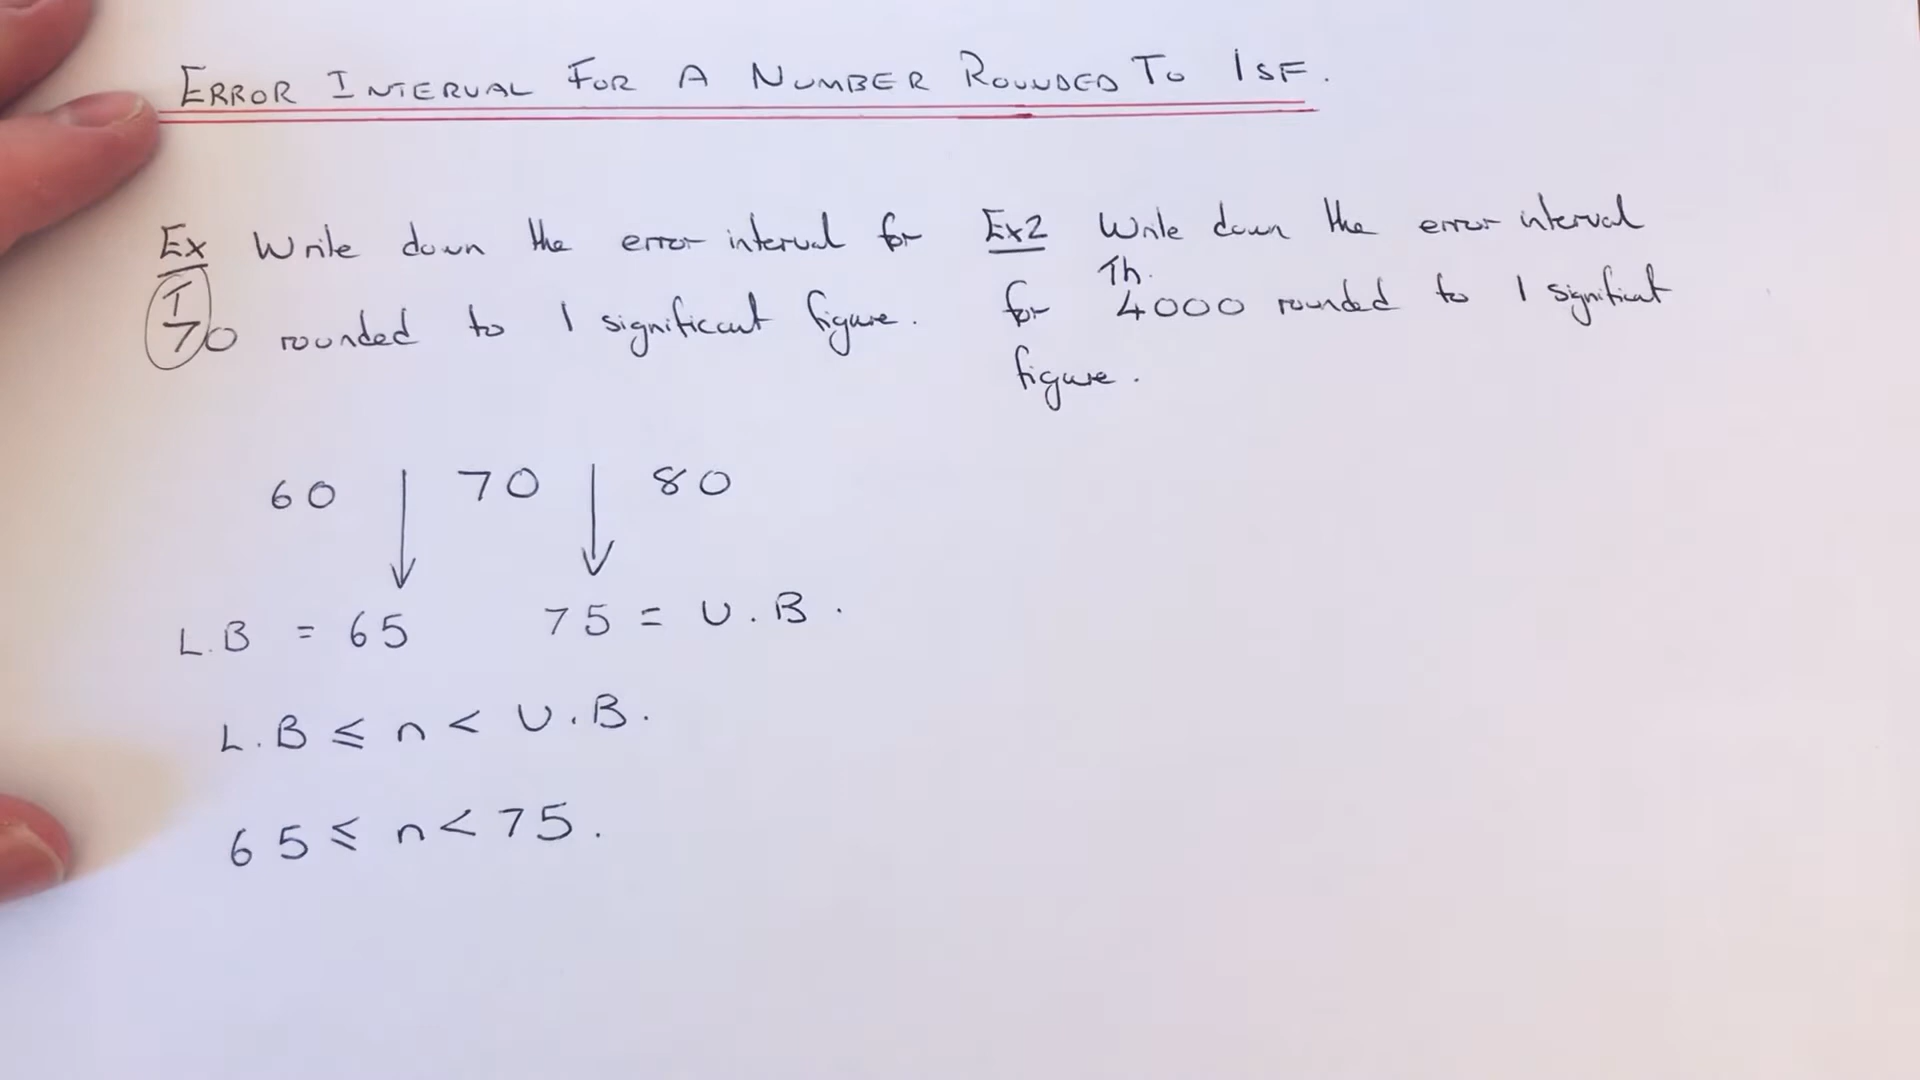 ERROR INTERVAL FOR A NUMBER ROUNDED TO 1SF.
Ex Write down the error interval for
T
70 rounded to 1 significant figure.
Ex2 Write down the error interval
Th.
for 4000 rounded to 1 significant
figure.
60 70 80
L.B = 65 75 = U.B.
L.B ⩽ n < U.B.
65 ⩽ n < 75.